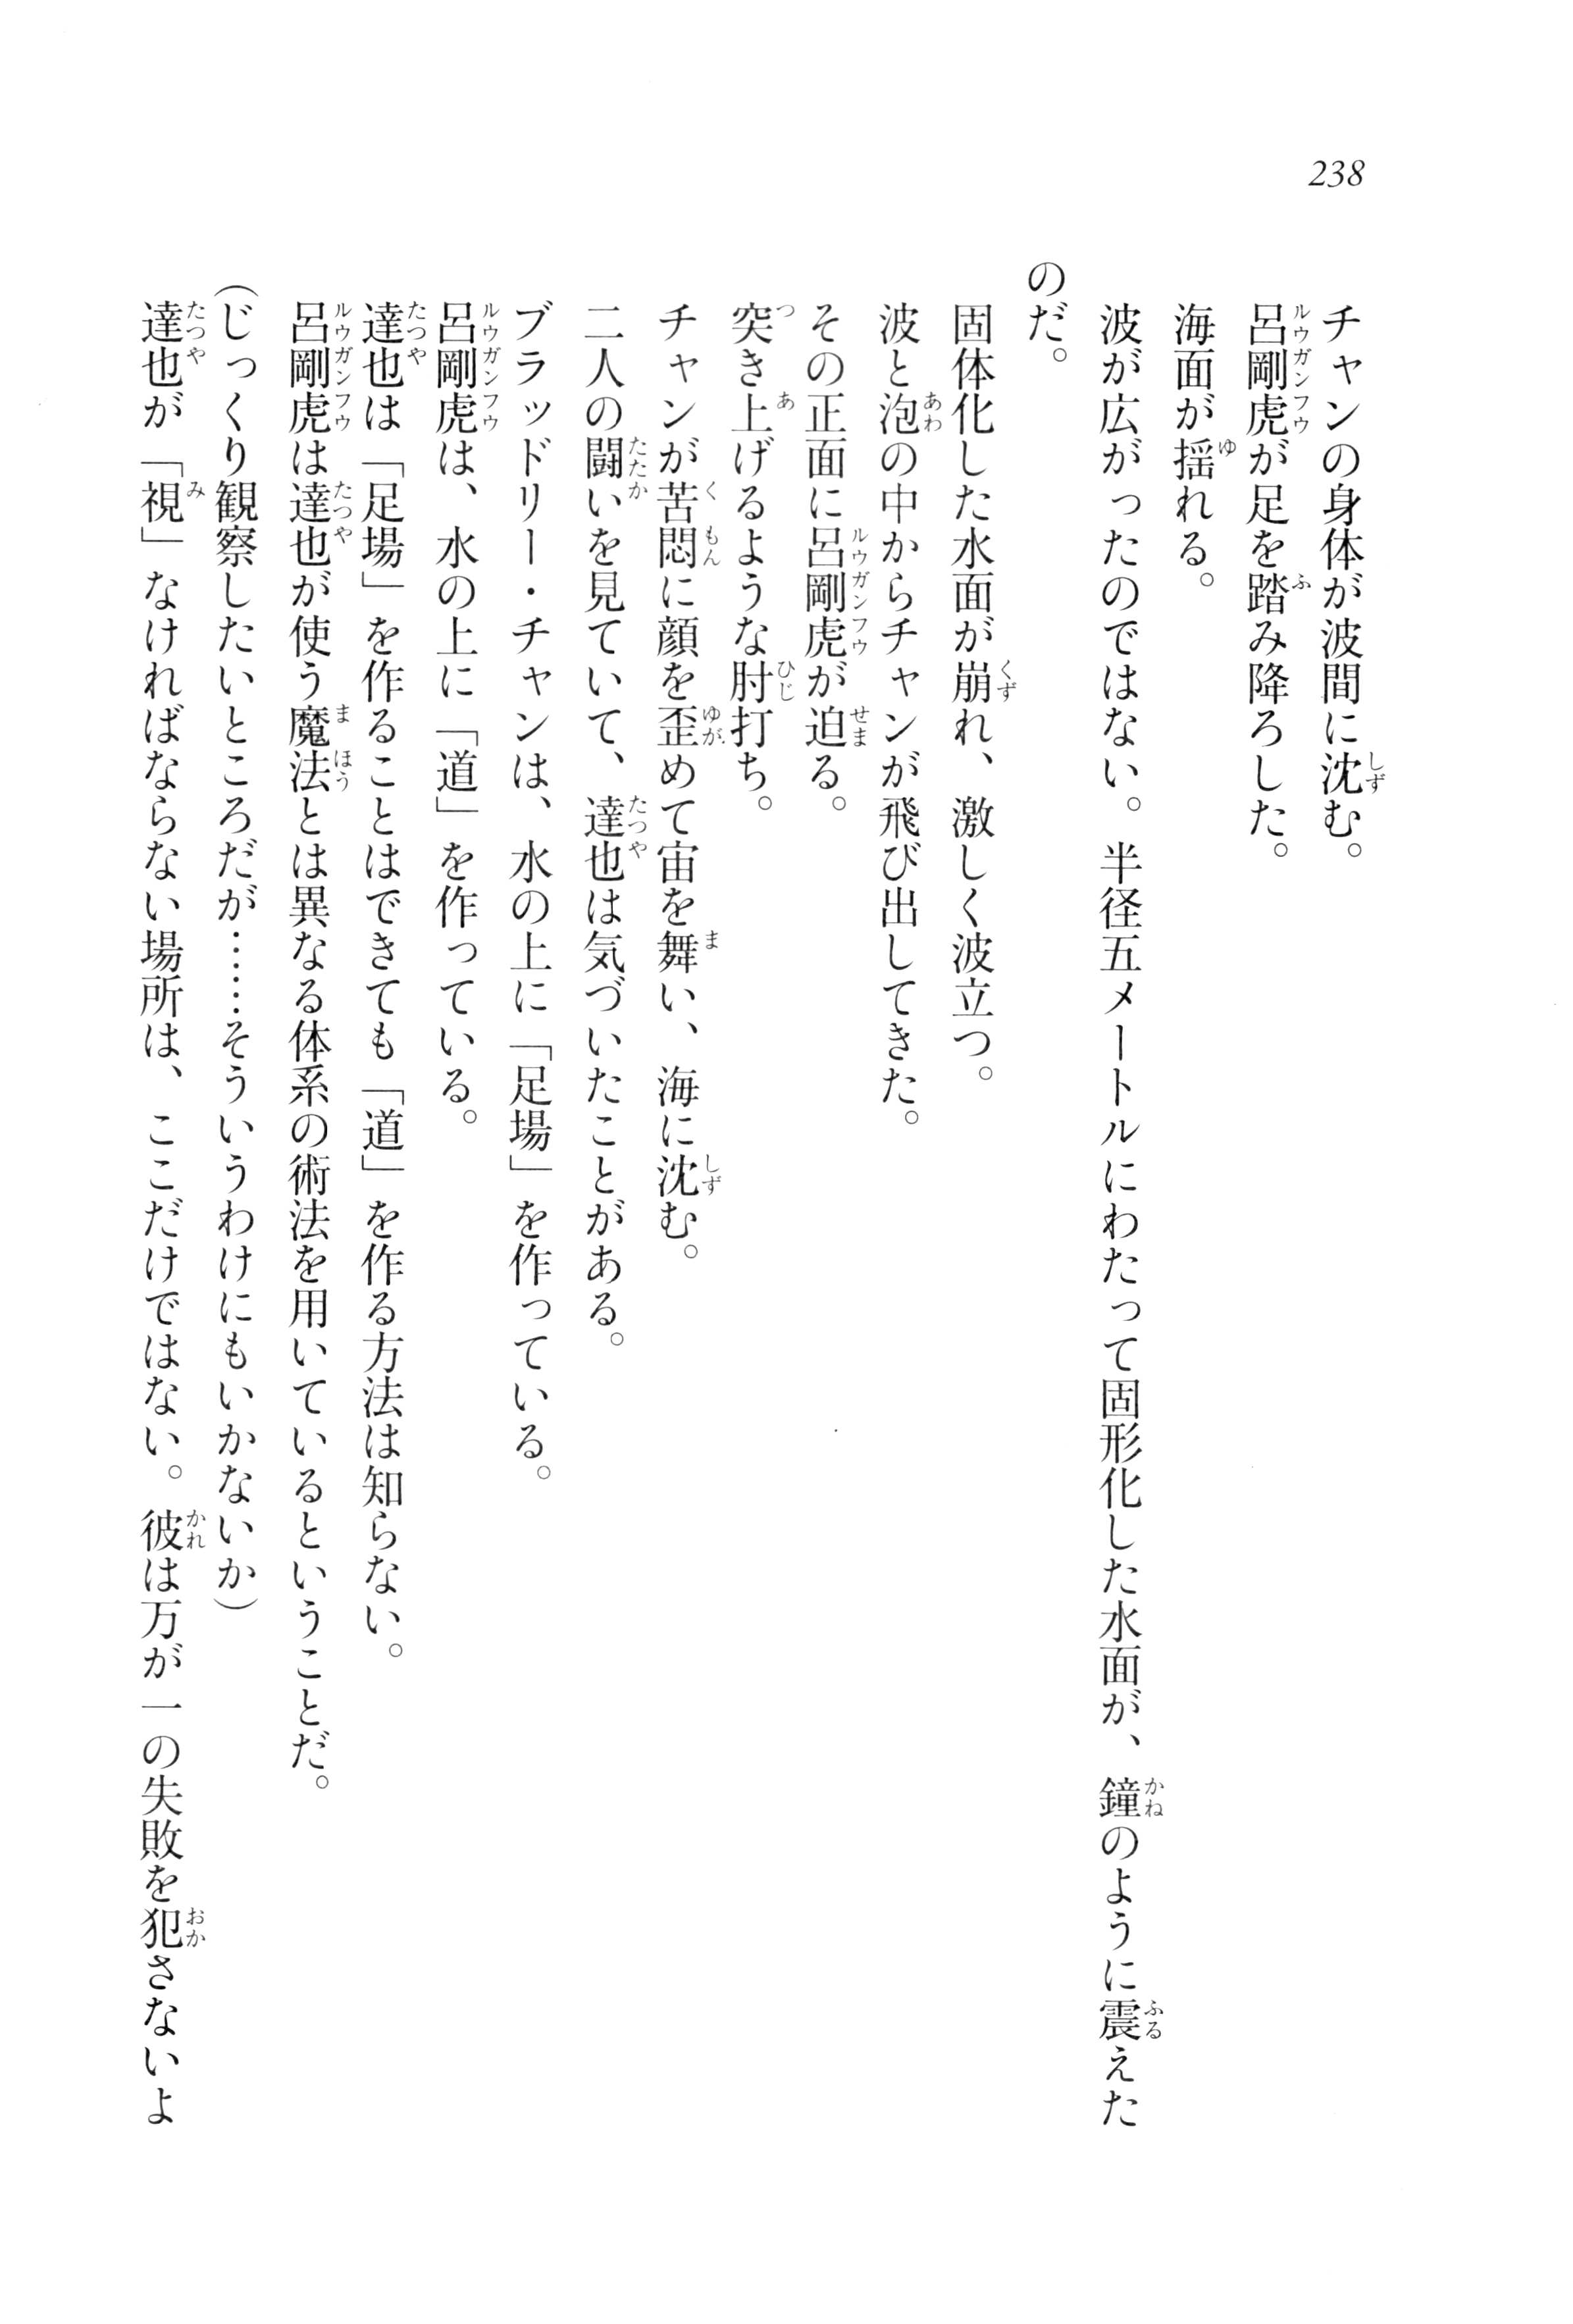 238
チャンの身体が波間に沈む。
呂剛虎が足を踏み降ろした。
海面が揺れる。
波が広がったのではない。半径五メートルにわたって固形化した水面が、鐘のように震えた
のだ。
固体化した水面が崩れ、激しく波立つ。
波と泡の中からチャンが飛び出してきた。
その正面に呂剛虎が迫る。
突き上げるような肘打ち。
チャンが苦悶に顔を歪めて宙を舞い、海に沈む。
二人の闘いを見ていて、達也は気づいたことがある。
ブラッドリー・チャンは、水の上に「足場」を作っている。
呂剛虎は、水の上に「道」を作っている。
達也は「足場」を作ることはできても「道」を作る方法は知らない。
呂剛虎は達也が使う魔法とは異なる体系の術法を用いているということだ。
（じっくり観察したいところだが……そういうわけにもいかないか）
達也が「視」なければならない場所は、ここだけではない。彼は万が一の失敗を犯さないよ